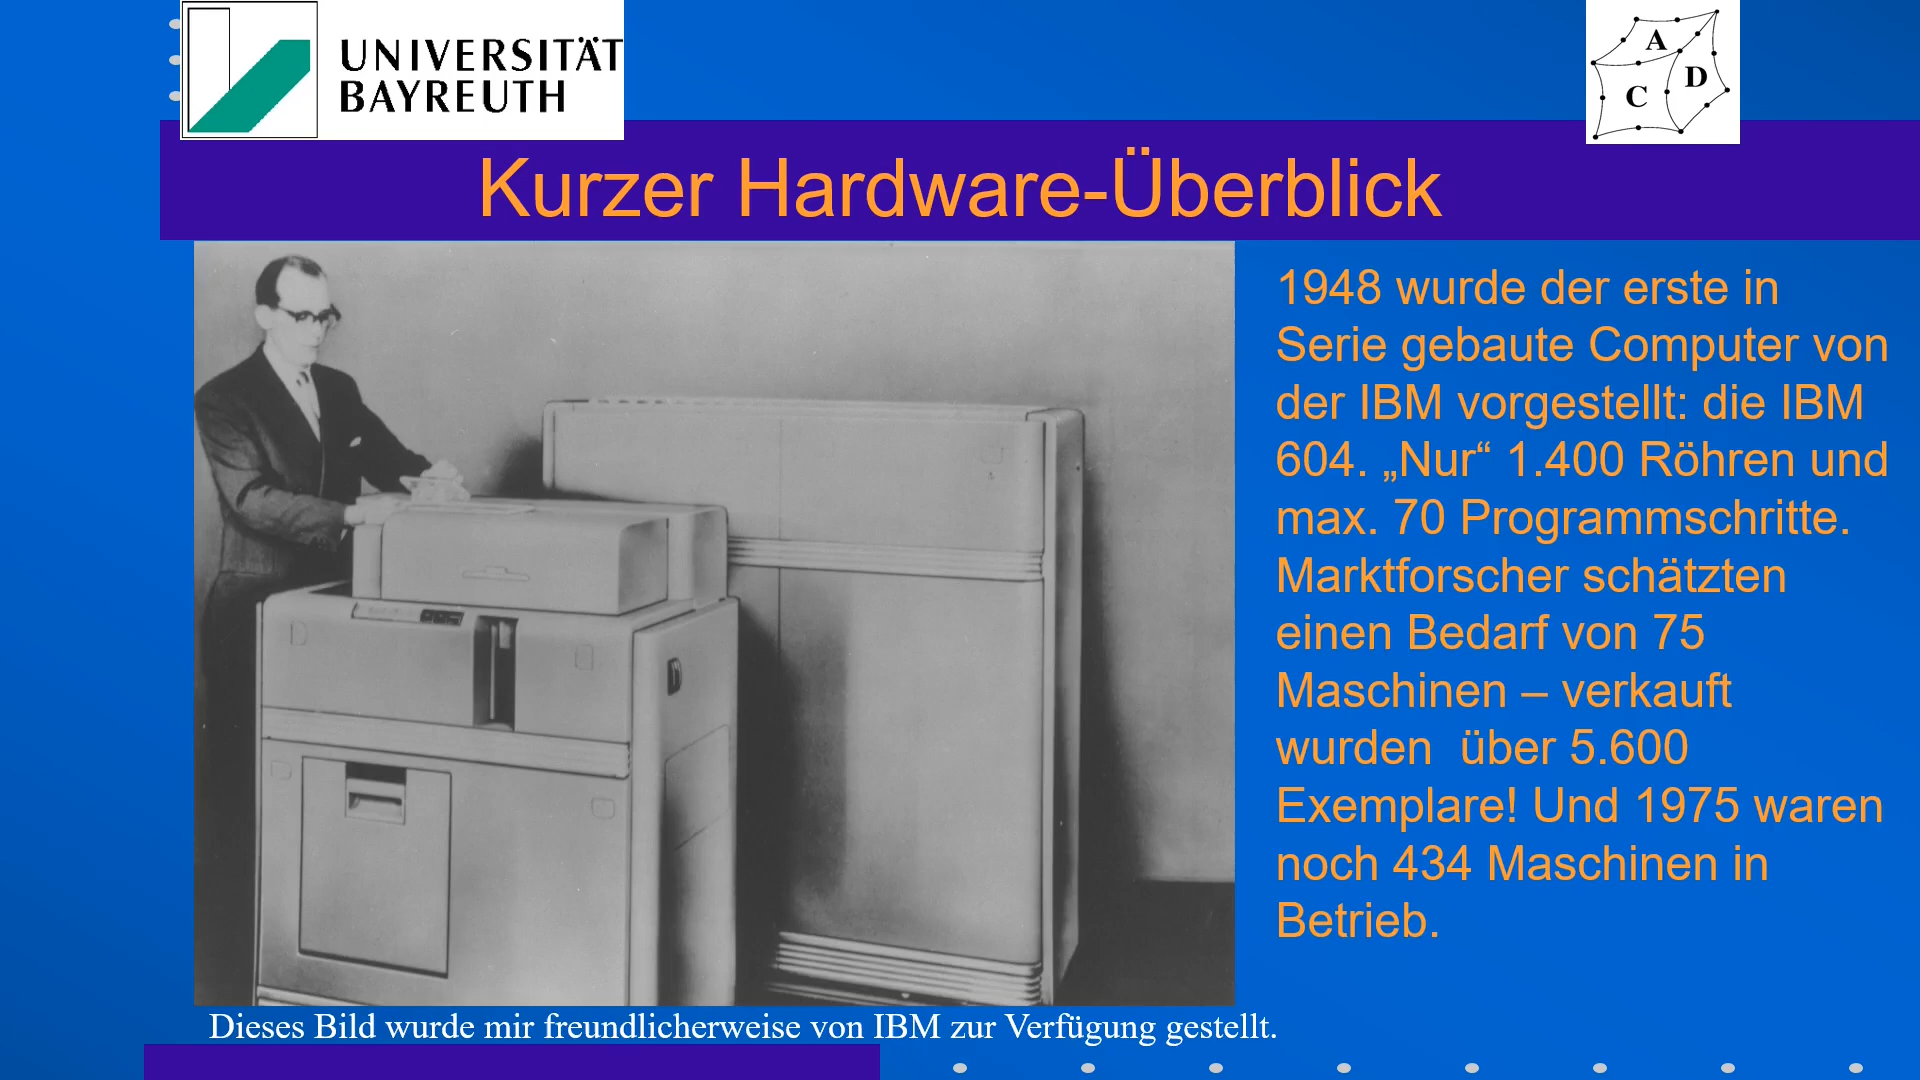 UNIVERSITÄT
BAYREUTH
A
D
C
Kurzer Hardware-Überblick
1948 wurde der erste in
Serie gebaute Computer von
der IBM vorgestellt: die IBM
604. „Nur“ 1.400 Röhren und
max. 70 Programmschritte.
Marktforscher schätzten
einen Bedarf von 75
Maschinen – verkauft
wurden  über 5.600
Exemplare! Und 1975 waren
noch 434 Maschinen in
Betrieb.
Dieses Bild wurde mir freundlicherweise von IBM zur Verfügung gestellt.